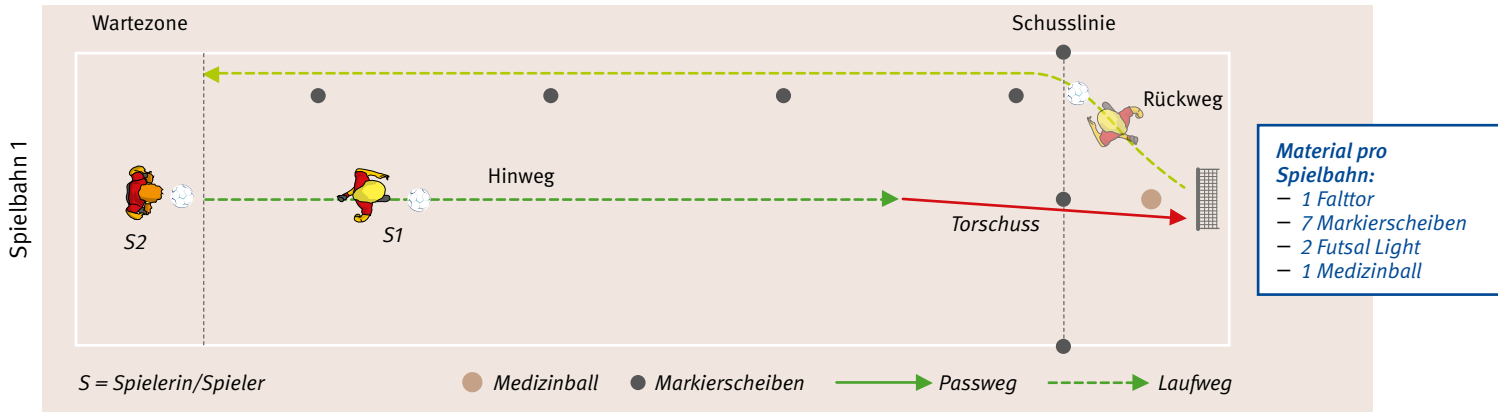 Wartezone
Schusslinie
Rückweg
Spielbahn 1
Hinweg
S2
S1
Torschuss
Material pro
Spielbahn:
– 1 Falttor
– 7 Markierscheiben
– 2 Futsal Light
– 1 Medizinball
S = Spielerin/Spieler
Medizinball
Markierscheiben
Passweg
Laufweg